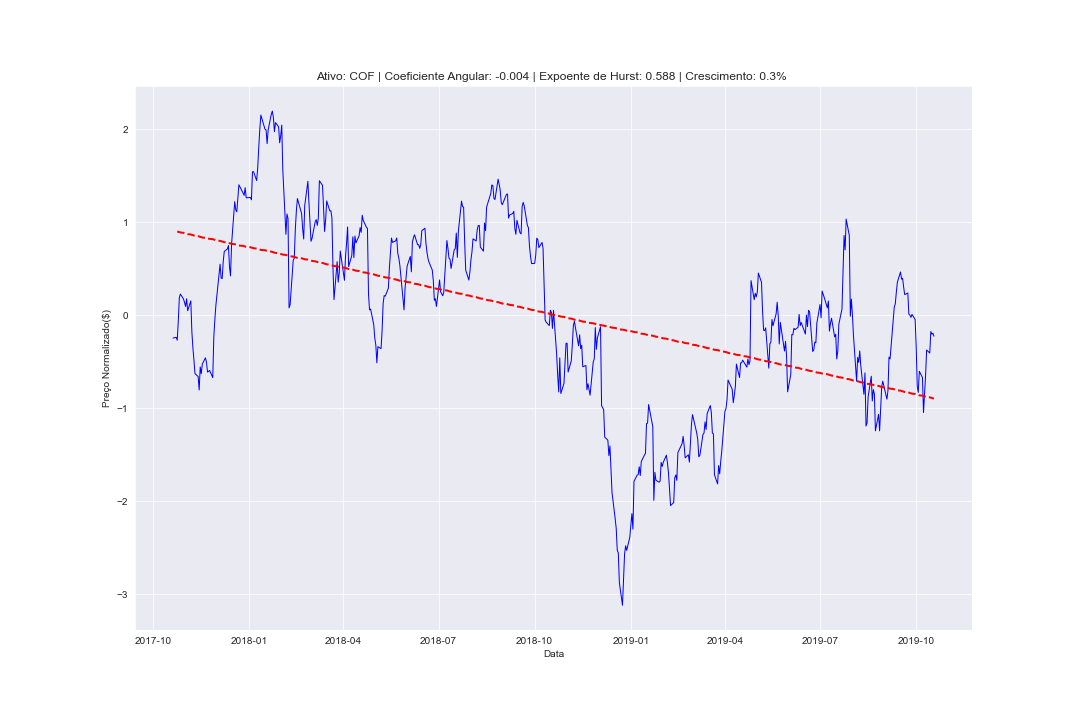 Ativo: COF | Coeficiente Angular: -0.004 | Expoente de Hurst: 0.588 | Crescimento: 0.3%
Preço Normalizado($)
2
1
0
−1
−2
−3
2017-10 2018-01 2018-04 2018-07 2018-10 2019-01 2019-04 2019-07 2019-10
Data